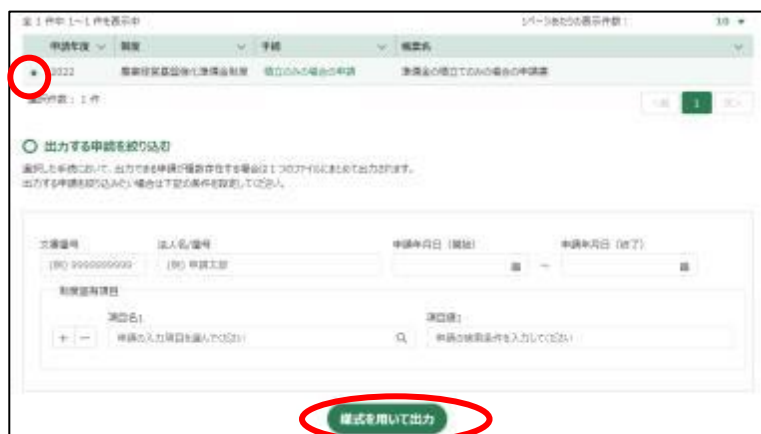 全 1 件中 1~1 件を表示中 1ページあたりの表示件数： 10
申請年度 制度 手続 帳票名
2022 農業経営基盤強化準備金制度 積立のみの場合の申請 準備金の積立てのみの場合の申請書
選択件数：1 件 1
出力する申請を絞り込む
選択した手続において、出力できる申請が複数存在する場合は1つのファイルにまとめて出力されます。
出力する申請を絞り込みたい場合は下記の条件を設定してください。
文書番号 法人名/屋号 申請年月日（開始） 申請年月日（終了）
(例) 9999999999 (例) 申請太郎 ~
制度固有項目
項目名1 項目値1
+ - 申請の入力項目を選んでください 申請の検索条件を入力してください
様式を用いて出力